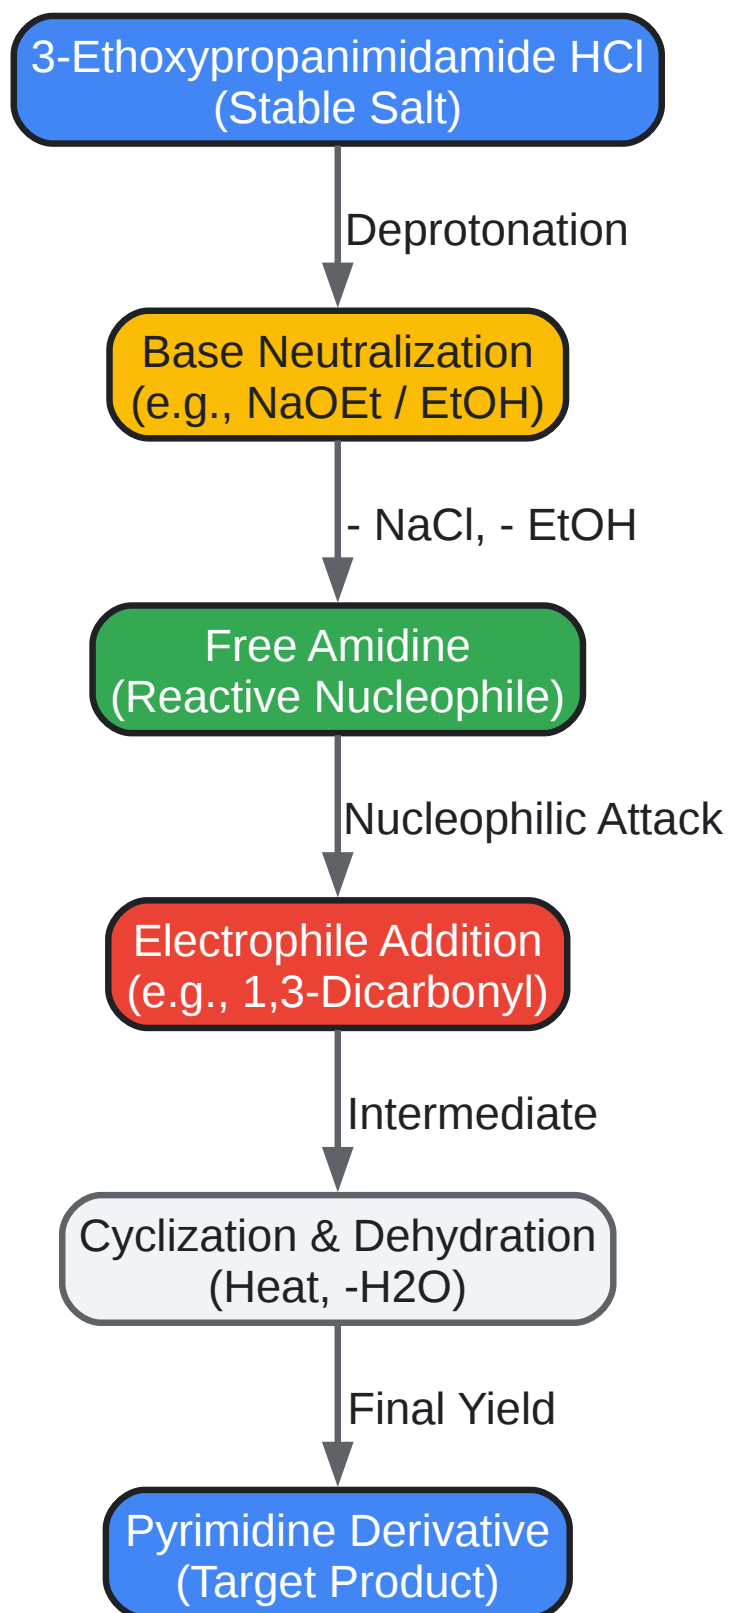 3-Ethoxypropanimidamide HCl
(Stable Salt)
Deprotonation
Base Neutralization
(e.g., NaOEt / EtOH)
- NaCl, - EtOH
Free Amidine
(Reactive Nucleophile)
Nucleophilic Attack
Electrophile Addition
(e.g., 1,3-Dicarbonyl)
Intermediate
Cyclization & Dehydration
(Heat, -H2O)
Final Yield
Pyrimidine Derivative
(Target Product)